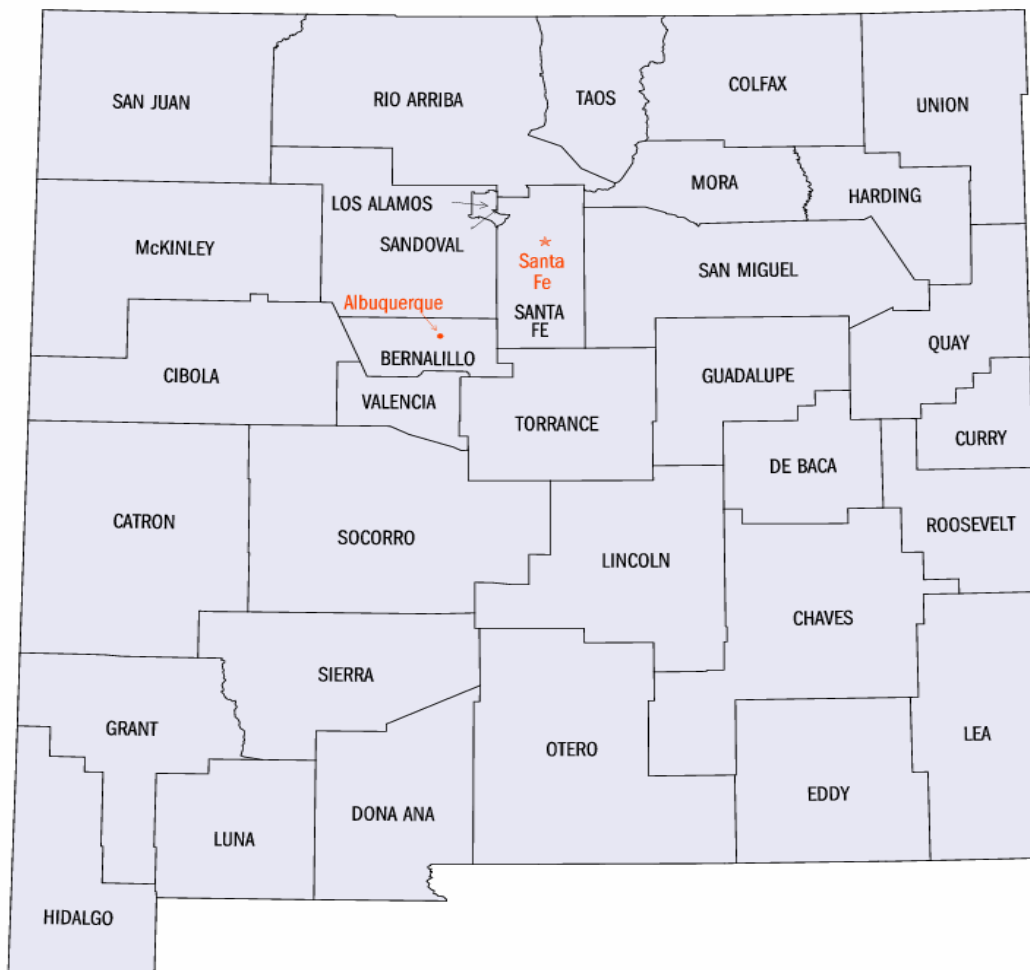 SAN JUAN
RIO ARRIBA
TAOS
COLFAX
UNION
MORA
HARDING
LOS ALAMOS
McKINLEY
SANDOVAL
Santa
Fe
SAN MIGUEL
Albuquerque
SANTA
FE
BERNALILLO
QUAY
CIBOLA
GUADALUPE
VALENCIA
TORRANCE
CURRY
DE BACA
CATRON
SOCORRO
ROOSEVELT
LINCOLN
CHAVES
SIERRA
GRANT
OTERO
LEA
EDDY
DONA ANA
LUNA
HIDALGO